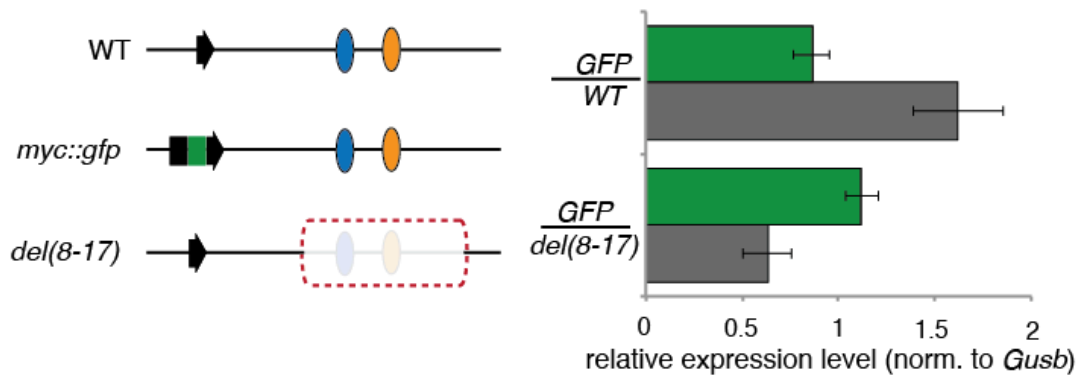 WT
myc::gfp
del(8-17)
GFP
WT
GFP
del(8-17)
0 0.5 1 1.5 2
relative expression level (norm. to Gusb)